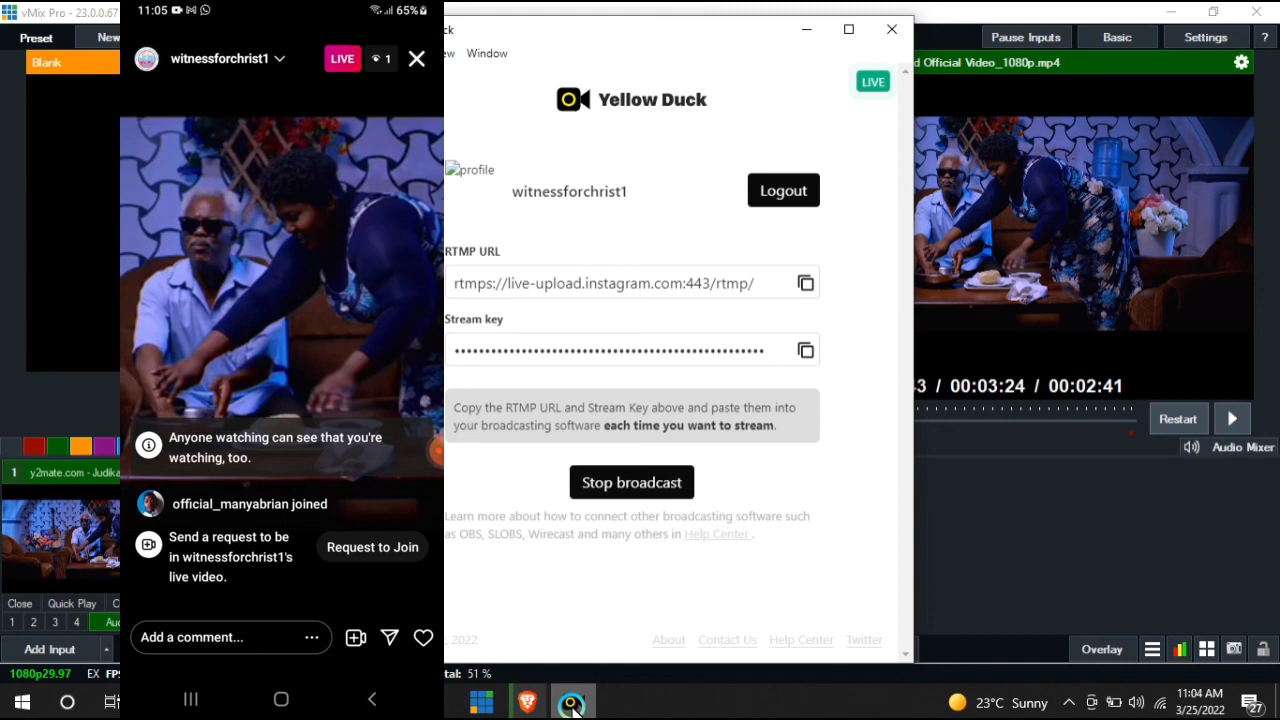 vMix Pro - 23.0.0.67
Preset
New
Blank
1 y2mate.com - Judika
Close Quick Play
1 2 3 4
Add Input
1080p29.97 EX FPS
11:05
65%
witnessforchrist1
LIVE
1
Anyone watching can see that you're
watching, too.
official_manyabrian joined
Send a request to be
in witnessforchrist1's
live video.
Request to Join
Add a comment...
Window
LIVE
Yellow Duck
profile
witnessforchrist1
Logout
RTMP URL
rtmps://live-upload.instagram.com:443/rtmp/
Stream key
Copy the RTMP URL and Stream Key above and paste them into
your broadcasting software each time you want to stream.
Stop broadcast
Learn more about how to connect other broadcasting software such
as OBS, SLOBS, Wirecast and many others in Help Center .
2022
About Contact Us Help Center Twitter
Pause Inputs Basic Settings ?
Official Video_1080p.mp4
/ 00:03:24 / 00:02:41
Restart
Audio Mixer
Overlay
51 %
23°C Sunny
11:04 AM
3/25/2022
27